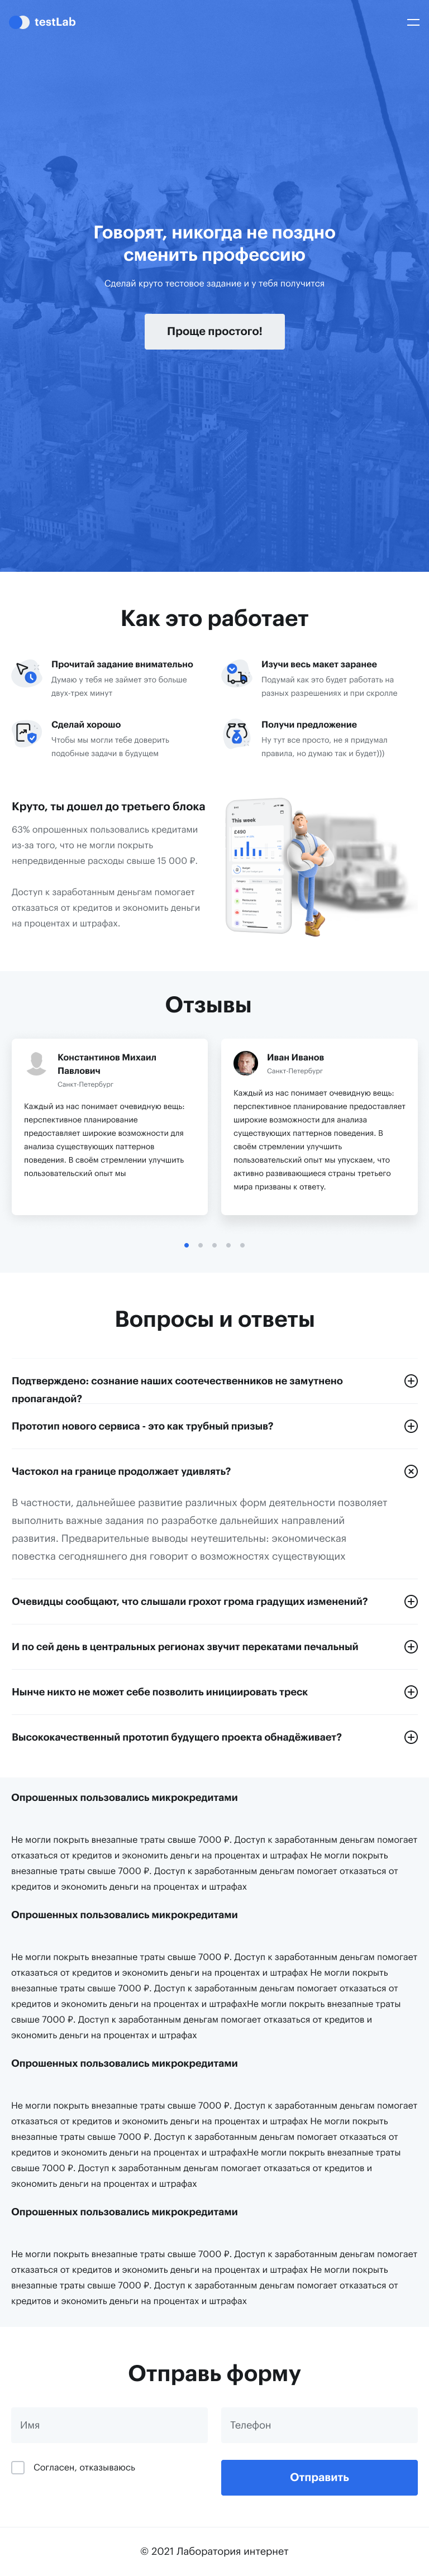 testLab
Говорят, никогда не поздно
сменить профессию
Сделай круто тестовое задание и у тебя получится
Проще простого!
Как это работает
Прочитай задание внимательно
Думаю у тебя не займет это больше
двух-трех минут
Изучи весь макет заранее
Подумай как это будет работать на
разных разрешениях и при скролле
Сделай хорошо
Чтобы мы могли тебе доверить
подобные задачи в будущем
Получи предложение
Ну тут все просто, не я придумал
правила, но думаю так и будет)))
Круто, ты дошел до третьего блока
63% опрошенных пользовались кредитами
из-за того, что не могли покрыть
непредвиденные расходы свыше 15 000 ₽.
Доступ к заработанным деньгам помогает
отказаться от кредитов и экономить деньги
на процентах и штрафах.
This week
£490
Отзывы
Константинов Михаил
Павлович
Санкт-Петербург
Каждый из нас понимает очевидную вещь:
перспективное планирование
предоставляет широкие возможности для
анализа существующих паттернов
поведения. В своём стремлении улучшить
пользовательский опыт мы
Иван Иванов
Санкт-Петербург
Каждый из нас понимает очевидную вещь:
перспективное планирование предоставляет
широкие возможности для анализа
существующих паттернов поведения. В
своём стремлении улучшить
пользовательский опыт мы упускаем, что
активно развивающиеся страны третьего
мира призваны к ответу.
Вопросы и ответы
Подтверждено: сознание наших соотечественников не замутнено
пропагандой?
Прототип нового сервиса - это как трубный призыв?
Частокол на границе продолжает удивлять?
В частности, дальнейшее развитие различных форм деятельности позволяет
выполнить важные задания по разработке дальнейших направлений
развития. Предварительные выводы неутешительны: экономическая
повестка сегодняшнего дня говорит о возможностях существующих
Очевидцы сообщают, что слышали грохот грома градущих изменений?
И по сей день в центральных регионах звучит перекатами печальный
Нынче никто не может себе позволить инициировать треск
Высококачественный прототип будущего проекта обнадёживает?
Опрошенных пользовались микрокредитами
Не могли покрыть внезапные траты свыше 7000 ₽. Доступ к заработанным деньгам помогает
отказаться от кредитов и экономить деньги на процентах и штрафах Не могли покрыть
внезапные траты свыше 7000 ₽. Доступ к заработанным деньгам помогает отказаться от
кредитов и экономить деньги на процентах и штрафах
Опрошенных пользовались микрокредитами
Не могли покрыть внезапные траты свыше 7000 ₽. Доступ к заработанным деньгам помогает
отказаться от кредитов и экономить деньги на процентах и штрафах Не могли покрыть
внезапные траты свыше 7000 ₽. Доступ к заработанным деньгам помогает отказаться от
кредитов и экономить деньги на процентах и штрафахНе могли покрыть внезапные траты
свыше 7000 ₽. Доступ к заработанным деньгам помогает отказаться от кредитов и
экономить деньги на процентах и штрафах
Опрошенных пользовались микрокредитами
Не могли покрыть внезапные траты свыше 7000 ₽. Доступ к заработанным деньгам помогает
отказаться от кредитов и экономить деньги на процентах и штрафах Не могли покрыть
внезапные траты свыше 7000 ₽. Доступ к заработанным деньгам помогает отказаться от
кредитов и экономить деньги на процентах и штрафахНе могли покрыть внезапные траты
свыше 7000 ₽. Доступ к заработанным деньгам помогает отказаться от кредитов и
экономить деньги на процентах и штрафах
Опрошенных пользовались микрокредитами
Не могли покрыть внезапные траты свыше 7000 ₽. Доступ к заработанным деньгам помогает
отказаться от кредитов и экономить деньги на процентах и штрафах Не могли покрыть
внезапные траты свыше 7000 ₽. Доступ к заработанным деньгам помогает отказаться от
кредитов и экономить деньги на процентах и штрафах
Отправь форму
Имя
Телефон
Согласен, отказываюсь
Отправить
© 2021 Лаборатория интернет